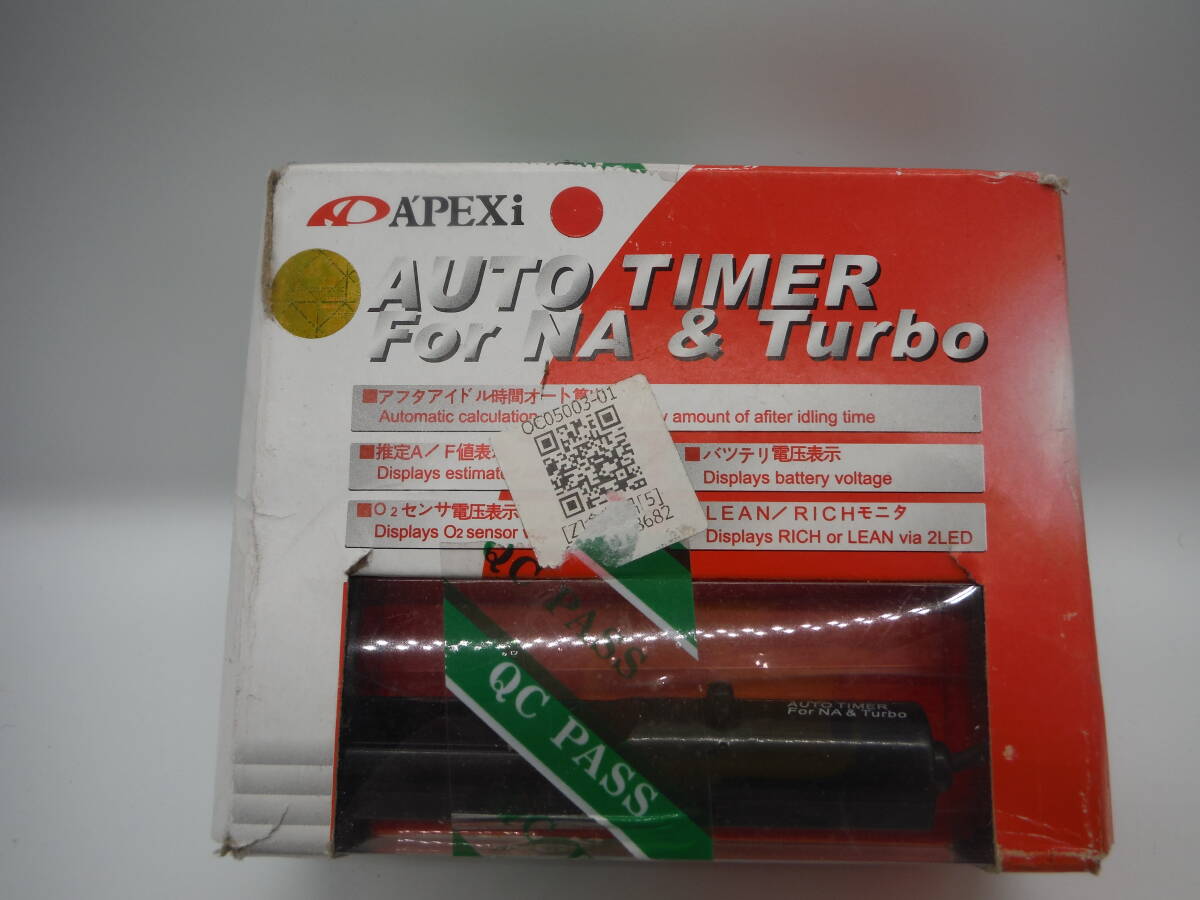 A'PEXi
AUTO TIMER
For NA & Turbo
■アフタアイドル時間オート
Automatic calculation
amount of afiter idling time
■推定A/F値表
Displays
■バツテリ電圧表示
Displays battery voltage
■O2センサ電圧表示
Displays O2 sensor
LEAN/RICHモニタ
Displays RICH or LEAN via 2LED
OC05003-01
[5]
QC PASS
QC PASS
AUTO TIMER
For NA & Turbo